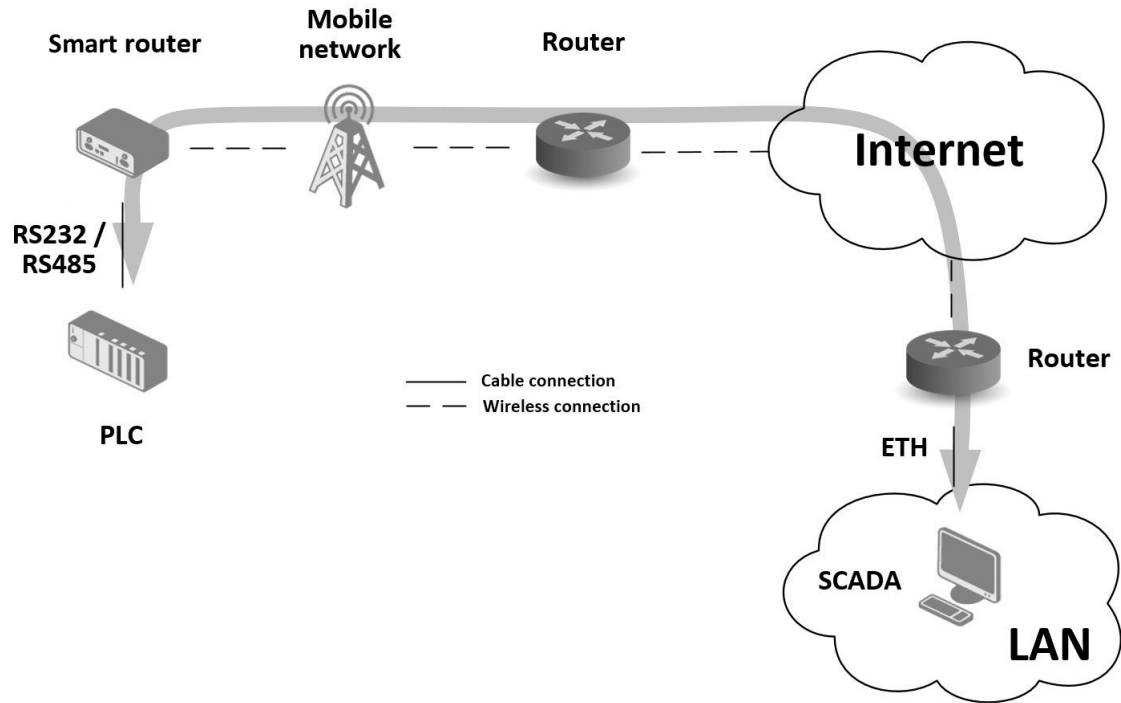 Smart router
Mobile
network
Router
Internet
RS232 /
RS485
Router
Cable connection
Wireless connection
PLC
ETH
SCADA
LAN